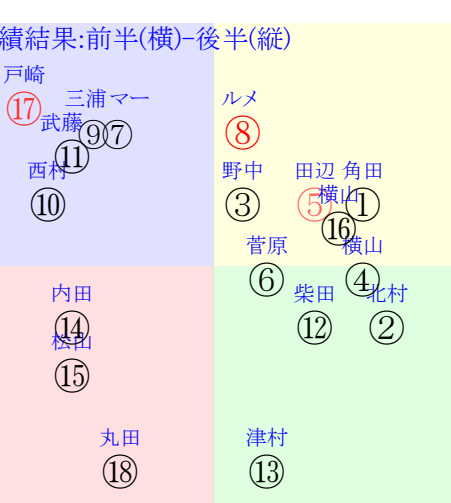 績結果:前半(横)-後半(縦)
戸崎
⑰
三浦 マー
⑨⑦
武藤
⑪
西村
⑩
ルメ
⑧
野中
③
田辺 角田
⑤ ①
横山
⑯
菅原
⑥
横山
④
柴田
⑫
北村
②
内田
⑭
松山
⑮
丸田
⑱
津村
⑬